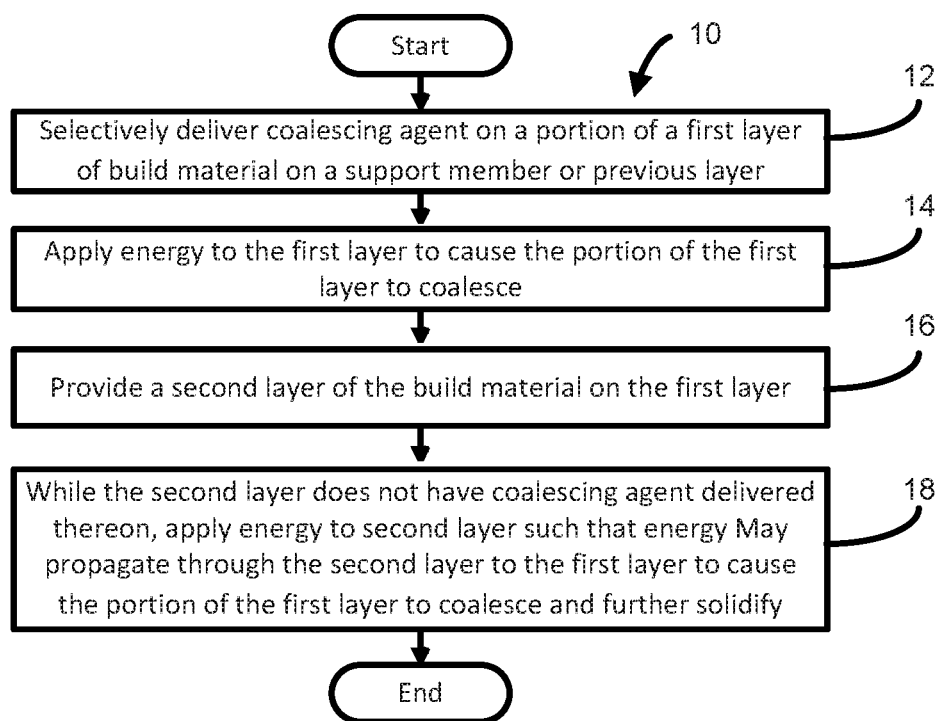 Start
10
12
Selectively deliver coalescing agent on a portion of a first layer
of build material on a support member or previous layer
14
Apply energy to the first layer to cause the portion of the first
layer to coalesce
16
Provide a second layer of the build material on the first layer
18
While the second layer does not have coalescing agent delivered
thereon, apply energy to second layer such that energy May
propagate through the second layer to the first layer to cause
the portion of the first layer to coalesce and further solidify
End